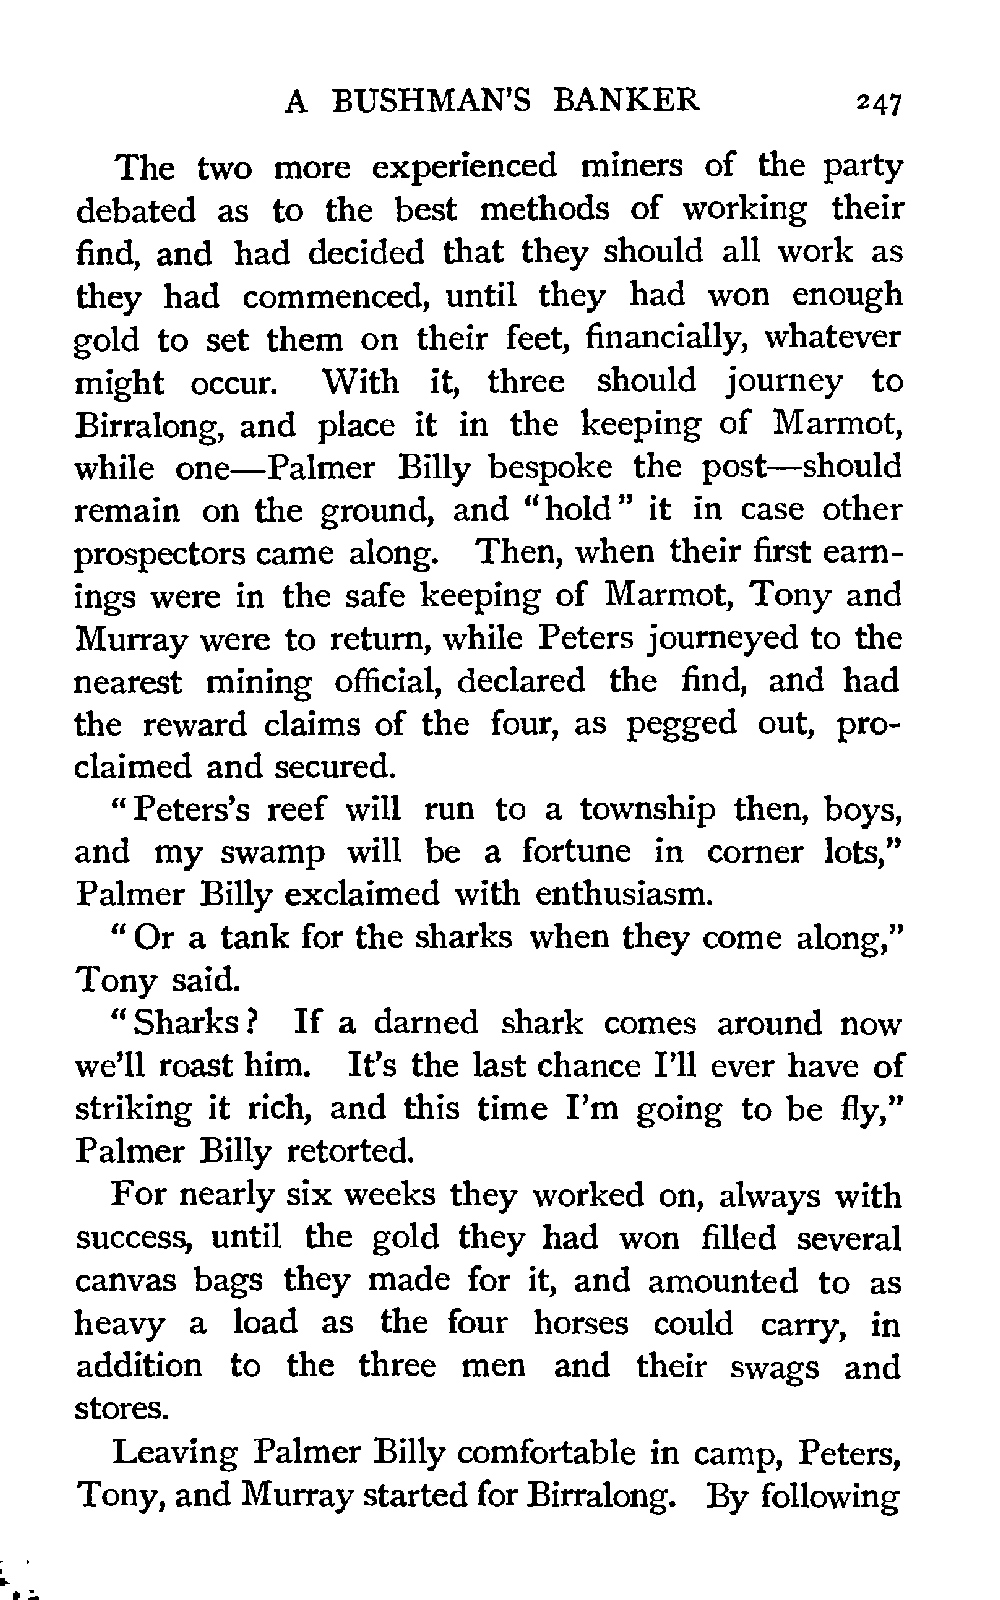 A BUSHMAN'S BANKER 247
The two more experienced miners of the party
debated as to the best methods of working their
find, and had decided that they should all work as
they had commenced, until they had won enough
gold to set them on their feet, financially, whatever
might occur. With it, three should journey to
Birralong, and place it in the keeping of Marmot,
while one—Palmer Billy bespoke the post—should
remain on the ground, and “hold” it in case other
prospectors came along. Then, when their first earn-
ings were in the safe keeping of Marmot, Tony and
Murray were to return, while Peters journeyed to the
nearest mining official, declared the find, and had
the reward claims of the four, as pegged out, pro-
claimed and secured.
“Peters's reef will run to a township then, boys,
and my swamp will be a fortune in corner lots,”
Palmer Billy exclaimed with enthusiasm.
“Or a tank for the sharks when they come along,”
Tony said.
“Sharks? If a darned shark comes around now
we'll roast him. It's the last chance I'll ever have of
striking it rich, and this time I'm going to be fly,”
Palmer Billy retorted.
For nearly six weeks they worked on, always with
success, until the gold they had won filled several
canvas bags they made for it, and amounted to as
heavy a load as the four horses could carry, in
addition to the three men and their swags and
stores.
Leaving Palmer Billy comfortable in camp, Peters,
Tony, and Murray started for Birralong. By following